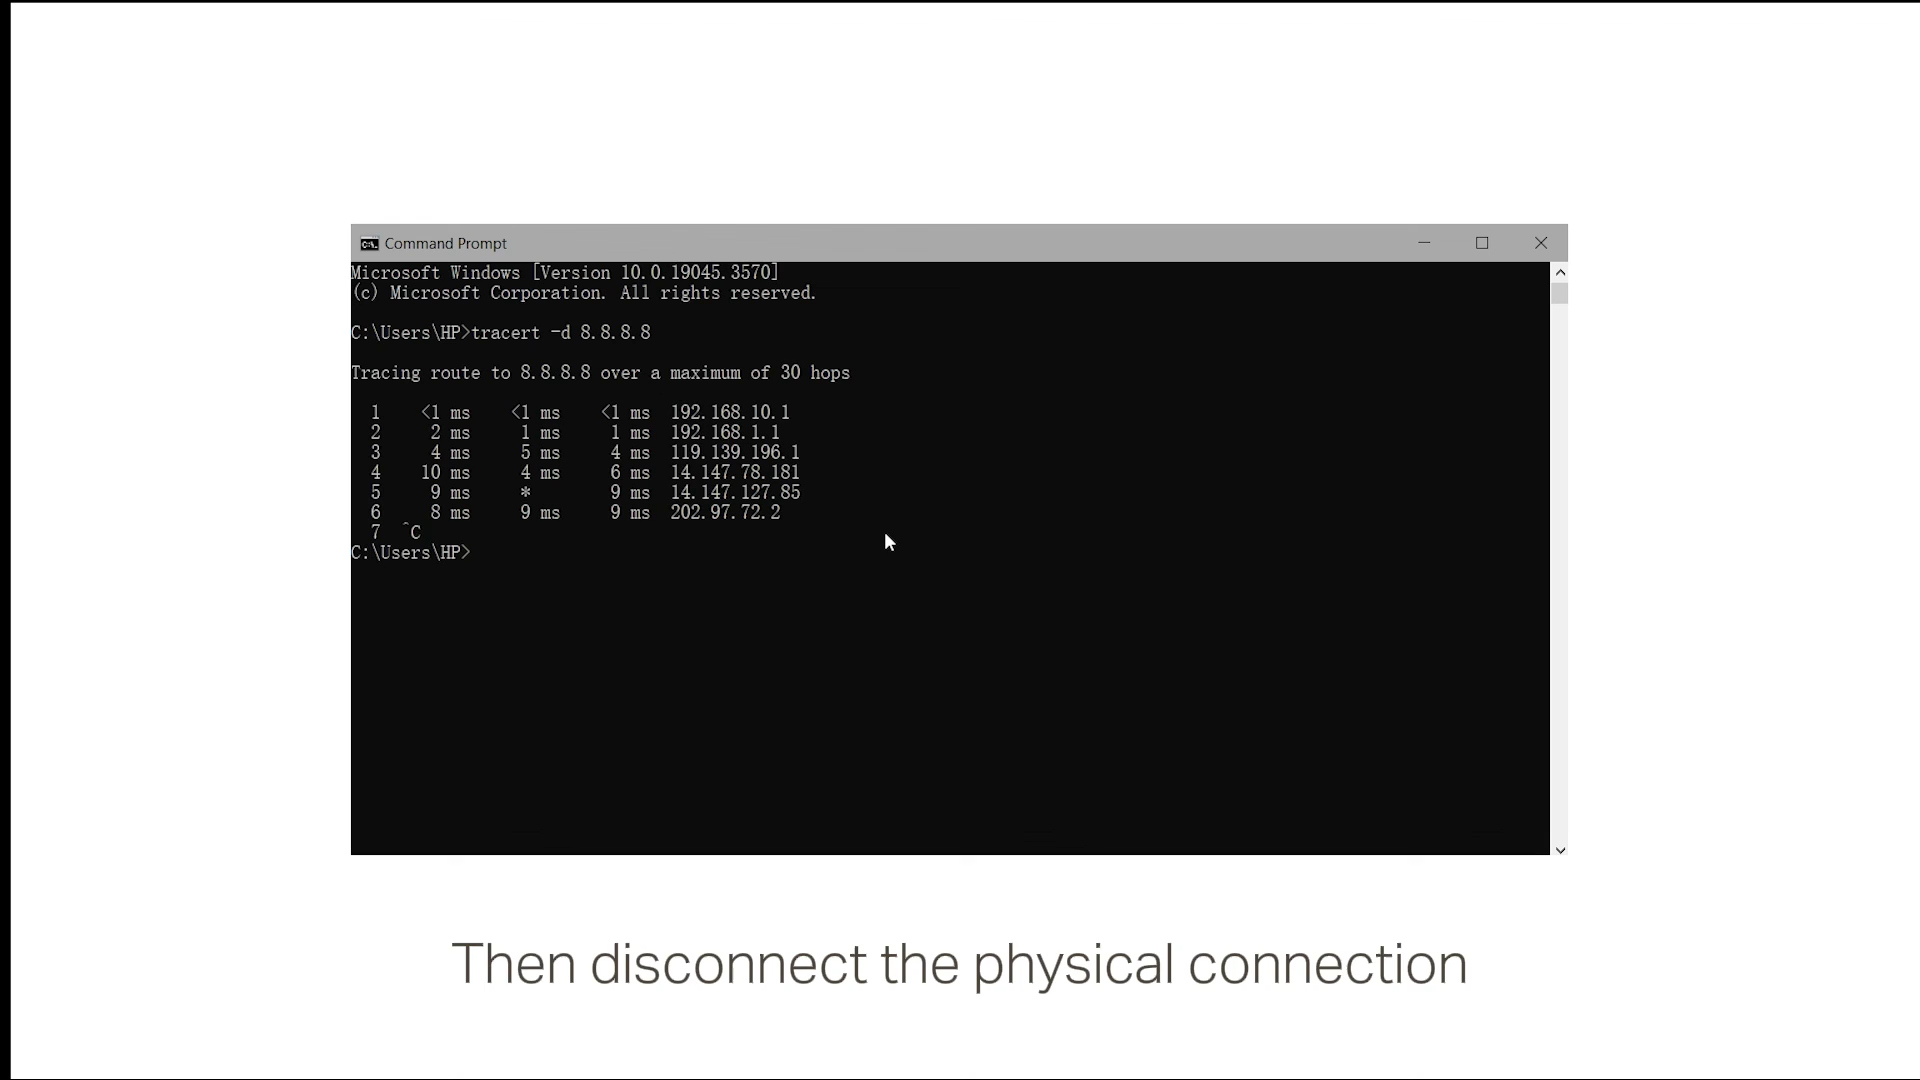 Command Prompt
Microsoft Windows [Version 10.0.19045.3570]
(c) Microsoft Corporation. All rights reserved.
C:\Users\HP>tracert -d 8.8.8.8
Tracing route to 8.8.8.8 over a maximum of 30 hops
1 <1 ms <1 ms <1 ms 192.168.10.1
2 2 ms 1 ms 1 ms 192.168.1.1
3 4 ms 5 ms 4 ms 119.139.196.1
4 10 ms 4 ms 6 ms 14.147.78.181
5 9 ms * 9 ms 14.147.127.85
6 8 ms 9 ms 9 ms 202.97.72.2
7 ^C
C:\Users\HP>
Then disconnect the physical connection